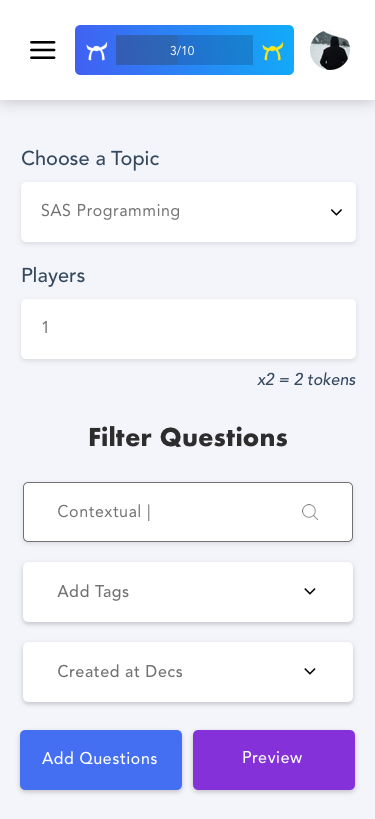 3/10
Choose a Topic
SAS Programming
Players
1
x2 = 2 tokens
Filter Questions
Contextual |
Add Tags
Created at Decs
Add Questions
Preview